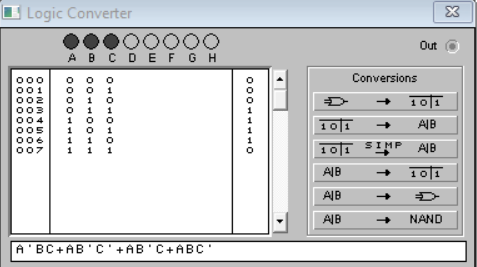 Logic Converter
A B C D E F G H
Out
000 0 0 0 0
001 0 0 1 0
002 0 1 0 0
003 0 1 1 1
004 1 0 0 1
005 1 0 1 1
006 1 1 0 1
007 1 1 1 0
Conversions
→ 1 0 | 1
1 0 | 1 → A|B
1 0 | 1 SIMP → A|B
A|B → 1 0 | 1
A|B →
A|B → NAND
A'BC+AB'C'+AB'C+ABC'